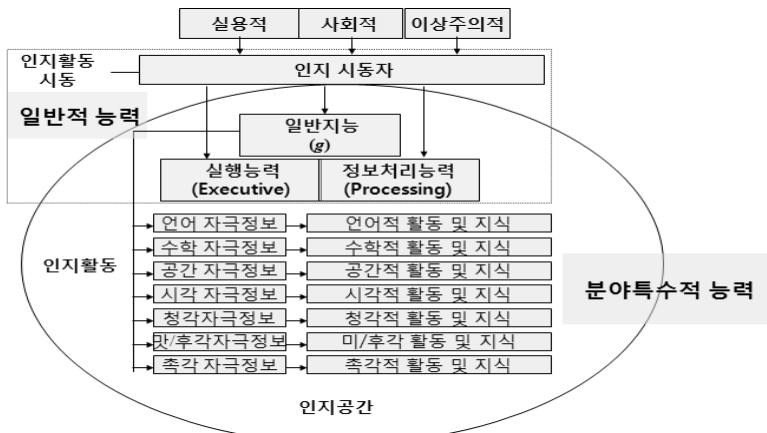 실용적
사회적
이상주의적
인지활동
시동
인지 시동자
일반적 능력
일반지능
(g)
실행능력
(Executive)
정보처리능력
(Processing)
인지활동
언어 자극정보
언어적 활동 및 지식
수학 자극정보
수학적 활동 및 지식
공간 자극정보
공간적 활동 및 지식
시각 자극정보
시각적 활동 및 지식
청각자극정보
청각적 활동 및 지식
맛/후각자극정보
미/후각 활동 및 지식
촉각 자극정보
촉각적 활동 및 지식
분야특수적 능력
인지공간